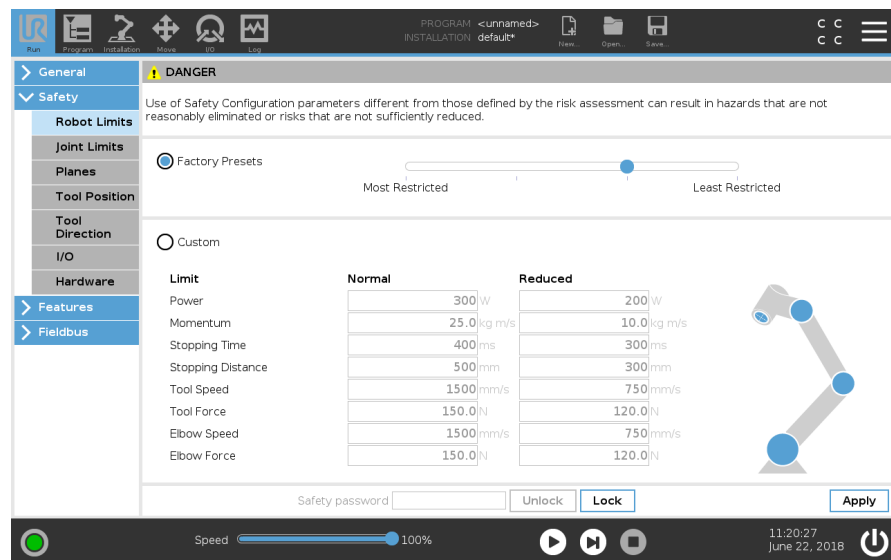 PROGRAM <unnamed>
INSTALLATION default*
Run Program Installation Move I/O Log New... Open... Save...
C C
C C
General
Safety
Robot Limits
Joint Limits
Planes
Tool Position
Tool
Direction
I/O
Hardware
Features
Fieldbus
DANGER
Use of Safety Configuration parameters different from those defined by the risk assessment can result in hazards that are not
reasonably eliminated or risks that are not sufficiently reduced.
Factory Presets
Most Restricted Least Restricted
Custom
Limit Normal Reduced
Power 300 W 200 W
Momentum 25.0 kg m/s 10.0 kg m/s
Stopping Time 400 ms 300 ms
Stopping Distance 500 mm 300 mm
Tool Speed 1500 mm/s 750 mm/s
Tool Force 150.0 N 120.0 N
Elbow Speed 1500 mm/s 750 mm/s
Elbow Force 150.0 N 120.0 N
Safety password Unlock Lock Apply
Speed 100%
11:20:27
June 22, 2018